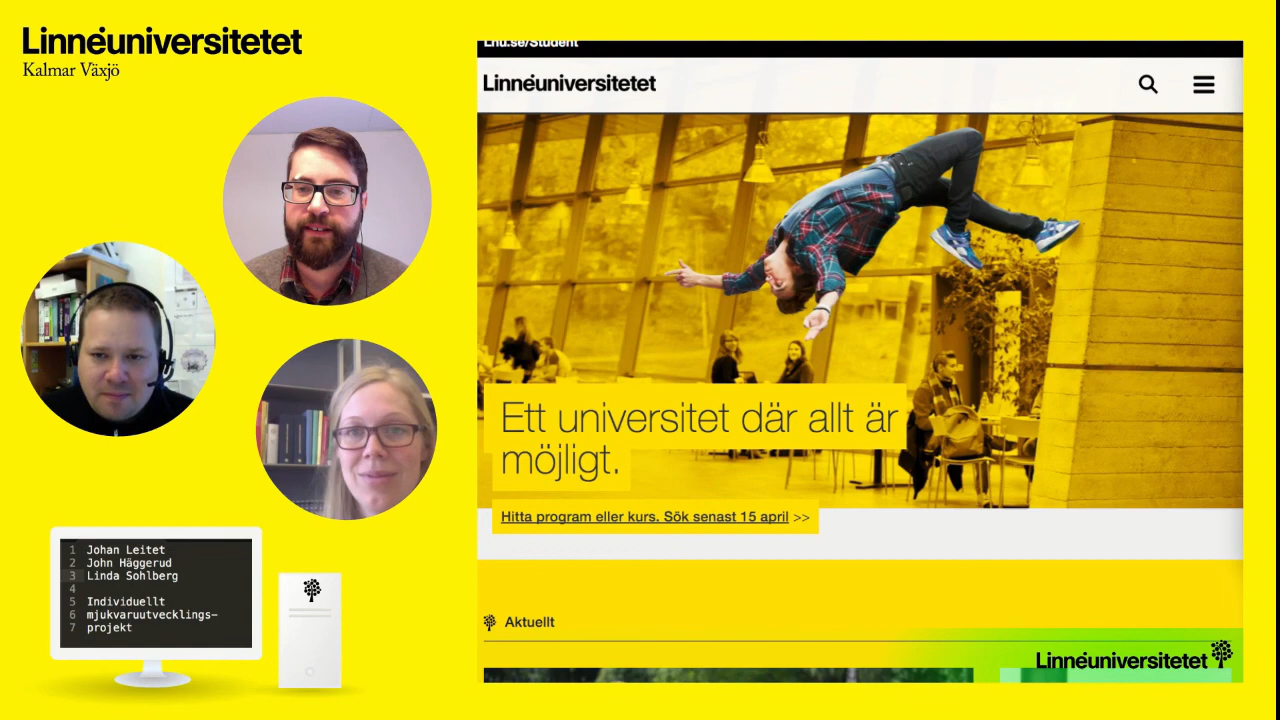 Linnéuniversitetet
Kalmar Växjö
Lnu.se/Student
Linnéuniversitetet
Ett universitet där allt är
möjligt.
Hitta program eller kurs. Sök senast 15 april >>
Aktuellt
Linnéuniversitetet
1 Johan Leitet
2 John Häggerud
3 Linda Sohlberg
4
5 Individuellt
6 mjukvaruutvecklings-
7 projekt